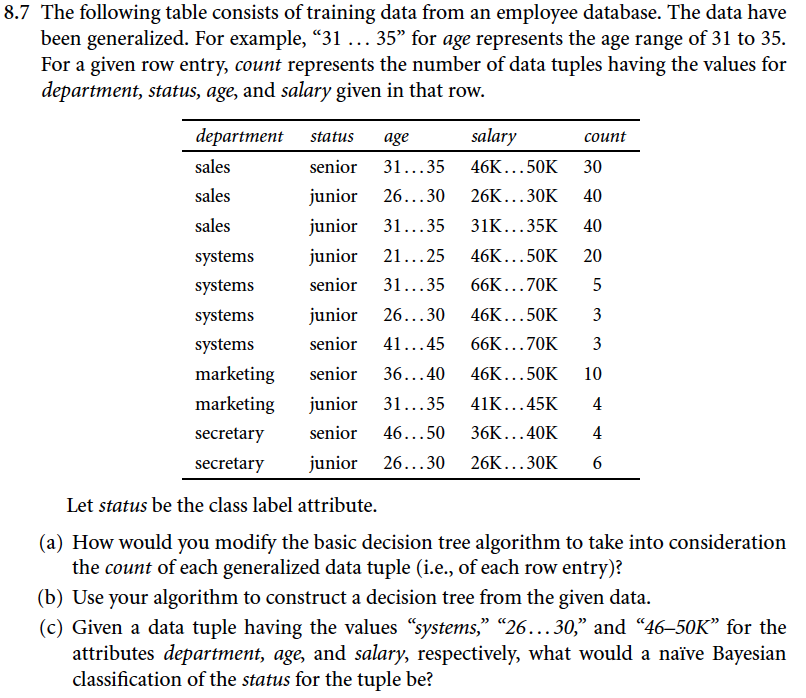 8.7 The following table consists of training data from an employee database. The data have
been generalized. For example, “31 … 35” for age represents the age range of 31 to 35.
For a given row entry, count represents the number of data tuples having the values for
department, status, age, and salary given in that row.
department status age salary count
sales senior 31…35 46K…50K 30
sales junior 26…30 26K…30K 40
sales junior 31…35 31K…35K 40
systems junior 21…25 46K…50K 20
systems senior 31…35 66K…70K 5
systems junior 26…30 46K…50K 3
systems senior 41…45 66K…70K 3
marketing senior 36…40 46K…50K 10
marketing junior 31…35 41K…45K 4
secretary senior 46…50 36K…40K 4
secretary junior 26…30 26K…30K 6
Let status be the class label attribute.
(a) How would you modify the basic decision tree algorithm to take into consideration
the count of each generalized data tuple (i.e., of each row entry)?
(b) Use your algorithm to construct a decision tree from the given data.
(c) Given a data tuple having the values “systems,” “26…30,” and “46–50K” for the
attributes department, age, and salary, respectively, what would a naïve Bayesian
classification of the status for the tuple be?